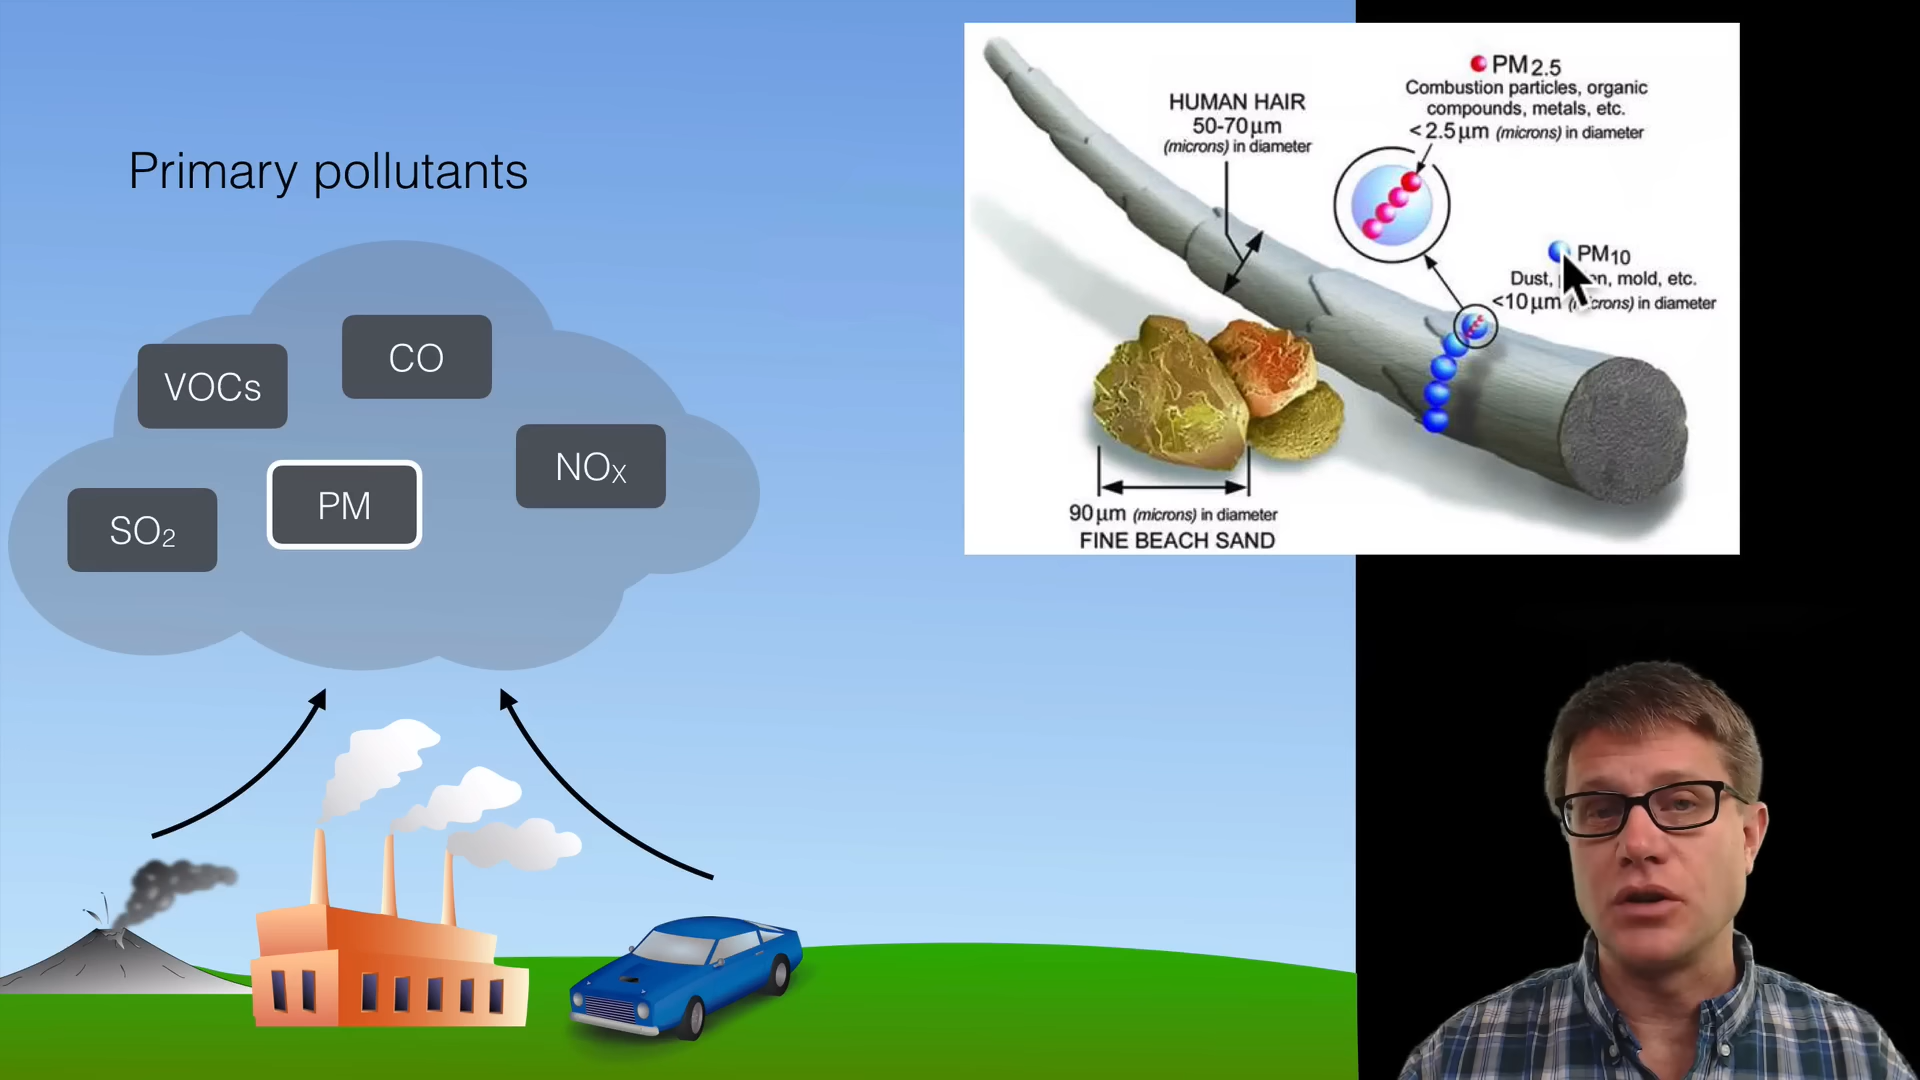 Primary pollutants
VOCs
CO
NOX
SO2
PM
HUMAN HAIR
50-70μm
(microns) in diameter
PM2.5
Combustion particles, organic
compounds, metals, etc.
< 2.5μm (microns) in diameter
PM10
Dust, mold, etc.
<10μm in diameter
90μm (microns) in diameter
FINE BEACH SAND